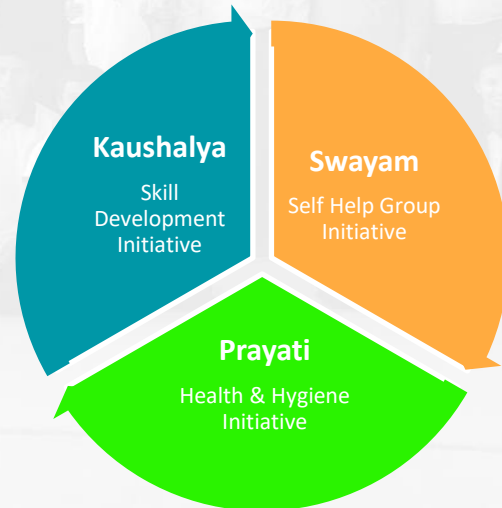 Kaushalya
Skill
Development
Initiative
Swayam
Self Help Group
Initiative
Prayati
Health & Hygiene
Initiative